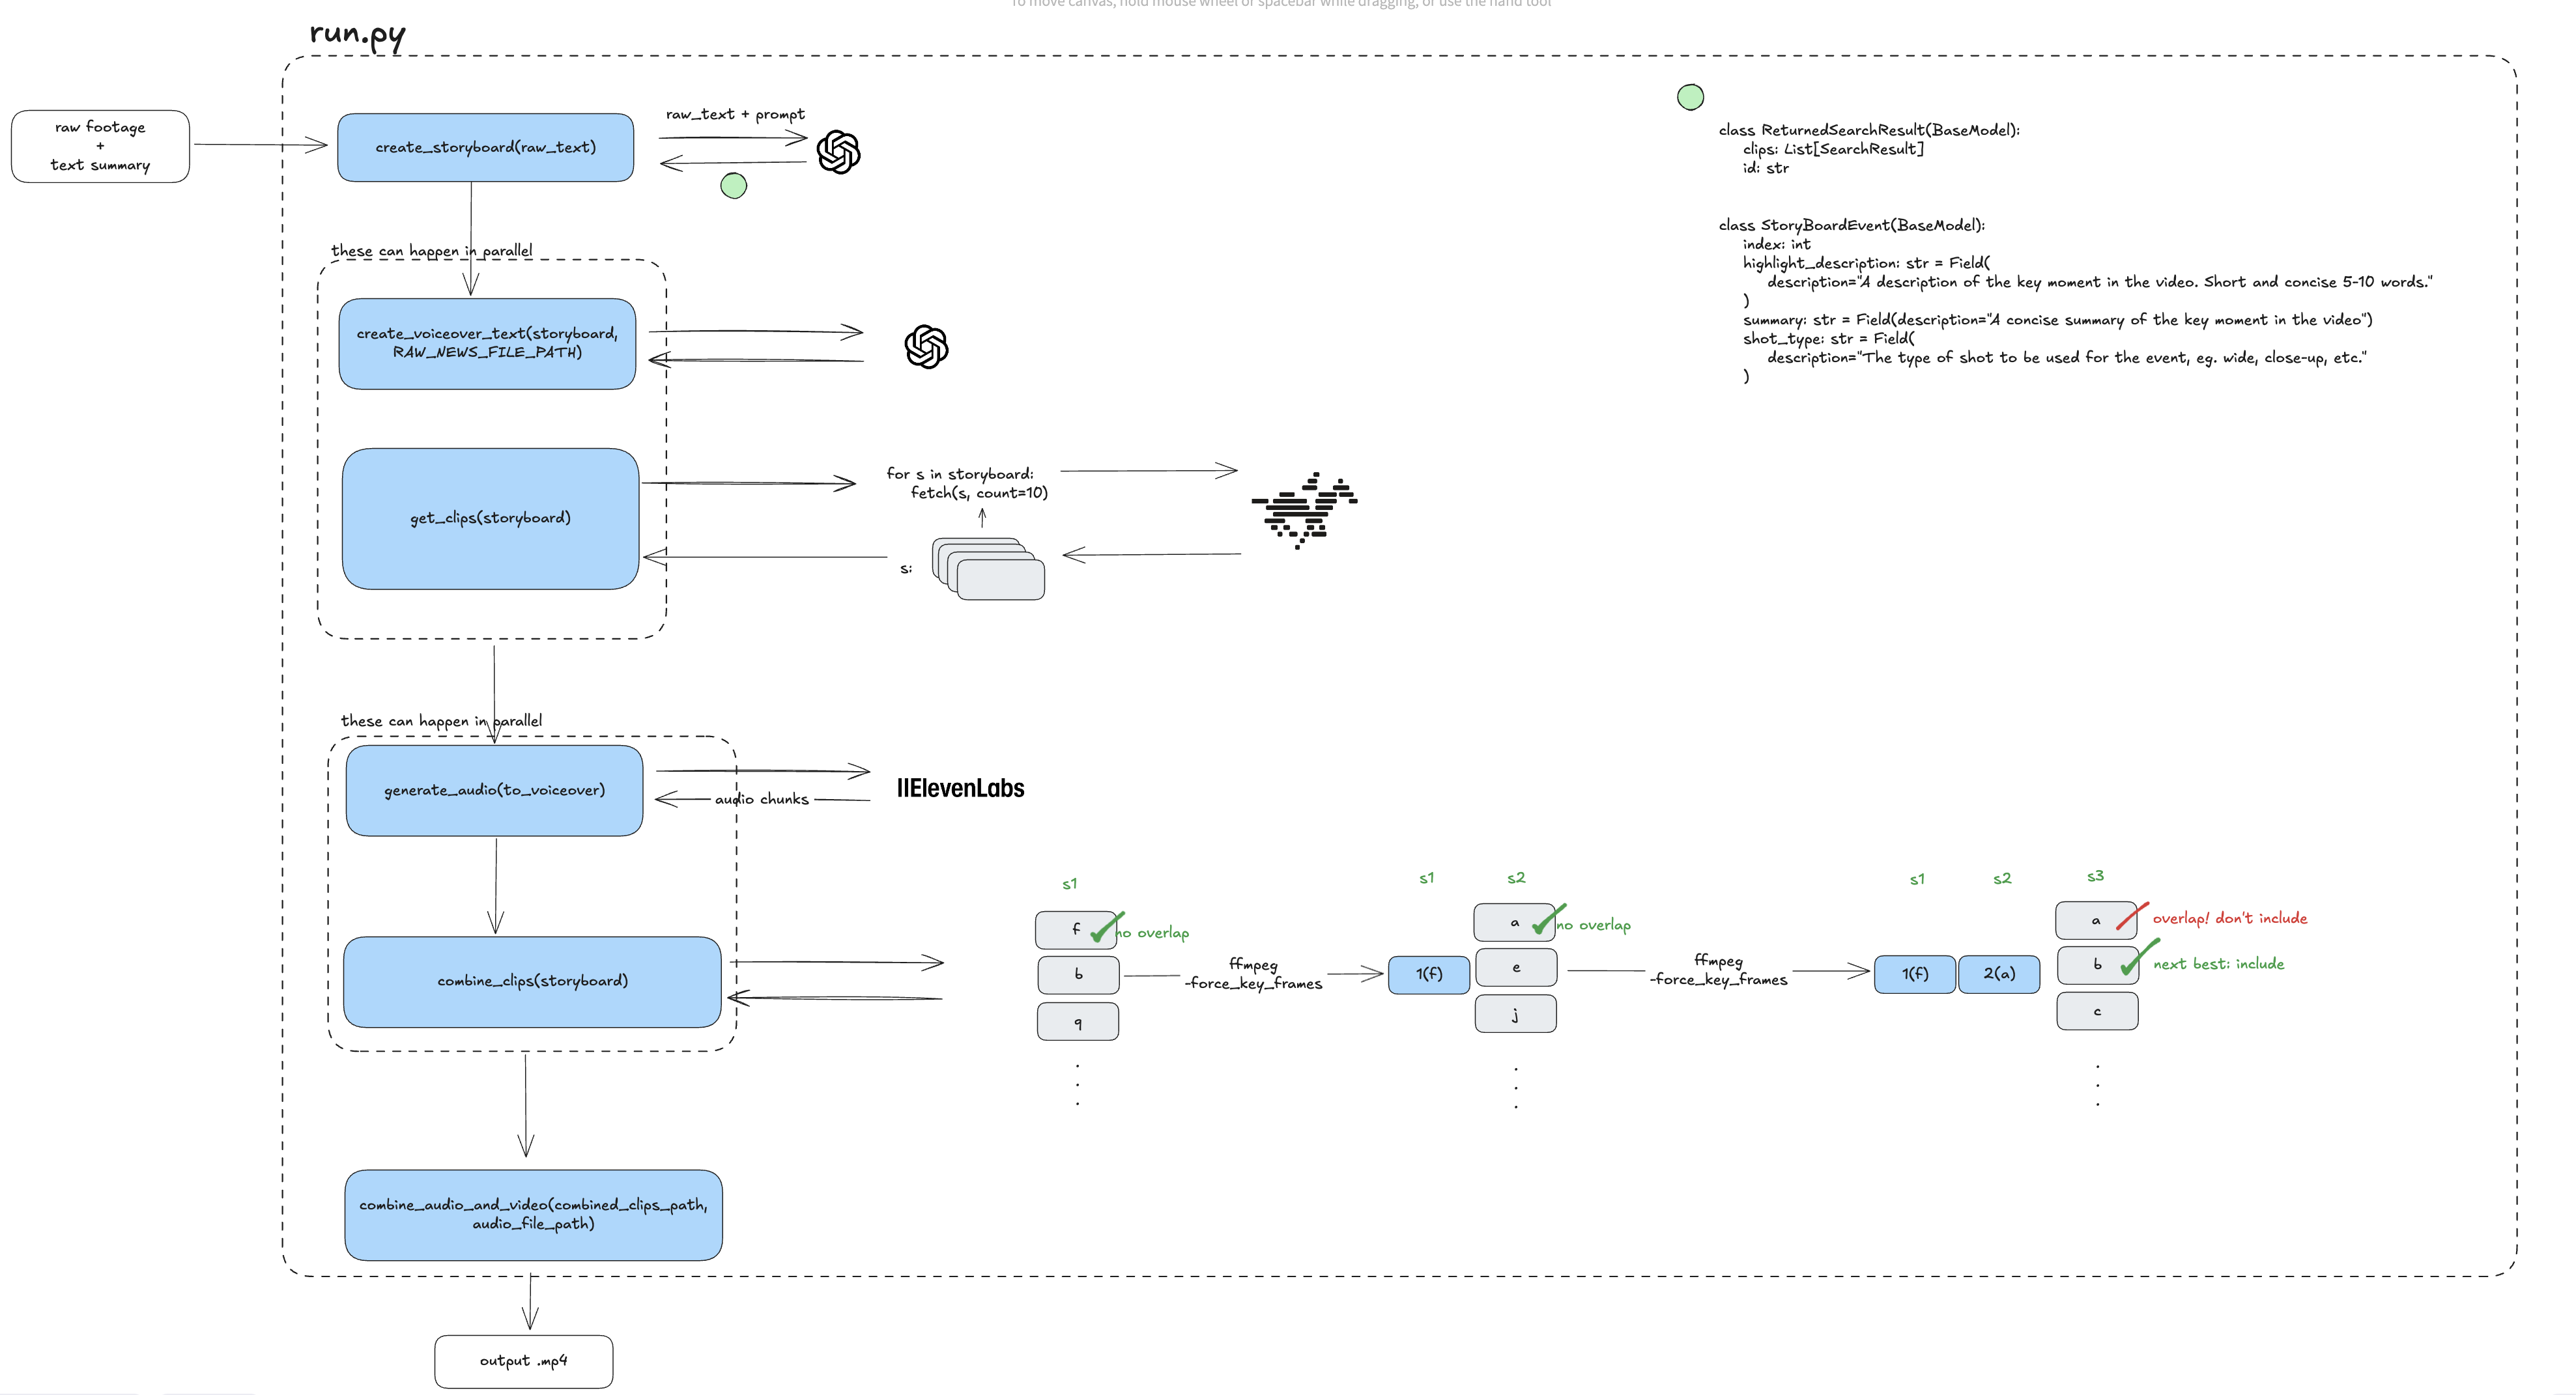 To move canvas, hold mouse wheel or spacebar while dragging, or use the hand tool
run.py
raw footage
+
text summary
create_storyboard(raw_text)
raw_text + prompt
class ReturnedSearchResult(BaseModel):
clips: List[SearchResult]
id: str
class StoryBoardEvent(BaseModel):
index: int
highlight_description: str = Field(
description="A description of the key moment in the video. Short and concise 5-10 words."
)
summary: str = Field(description="A concise summary of the key moment in the video")
shot_type: str = Field(
description="The type of shot to be used for the event, eg. wide, close-up, etc."
)
these can happen in parallel
create_voiceover_text(storyboard,
RAW_NEWS_FILE_PATH)
get_clips(storyboard)
for s in storyboard:
fetch(s, count=10)
s:
these can happen in parallel
generate_audio(to_voiceover)
audio chunks
IIElevenLabs
combine_clips(storyboard)
s1
f
no overlap
b
q
.
.
.
ffmpeg
-force_key_frames
s1
s2
1(f)
a
no overlap
e
j
.
.
.
ffmpeg
-force_key_frames
s1
s2
s3
1(f)
2(a)
a
overlap! don't include
b
next best: include
c
.
.
.
combine_audio_and_video(combined_clips_path,
audio_file_path)
output .mp4